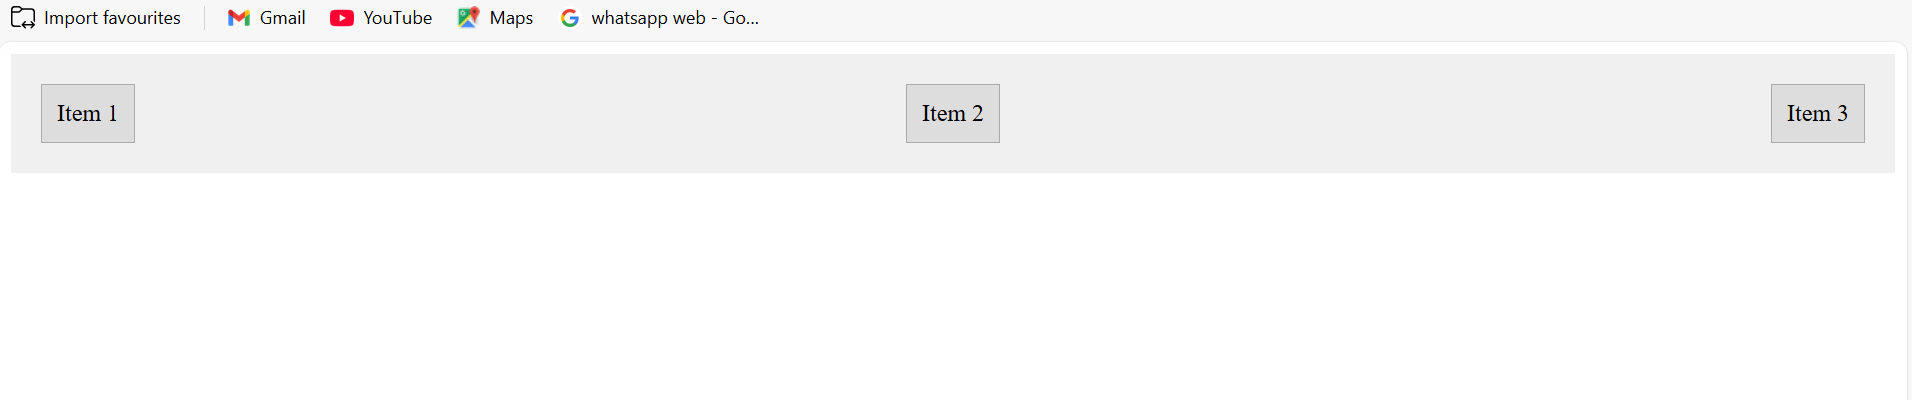 Import favourites Gmail YouTube Maps whatsapp web - Go...
Item 1 Item 2 Item 3